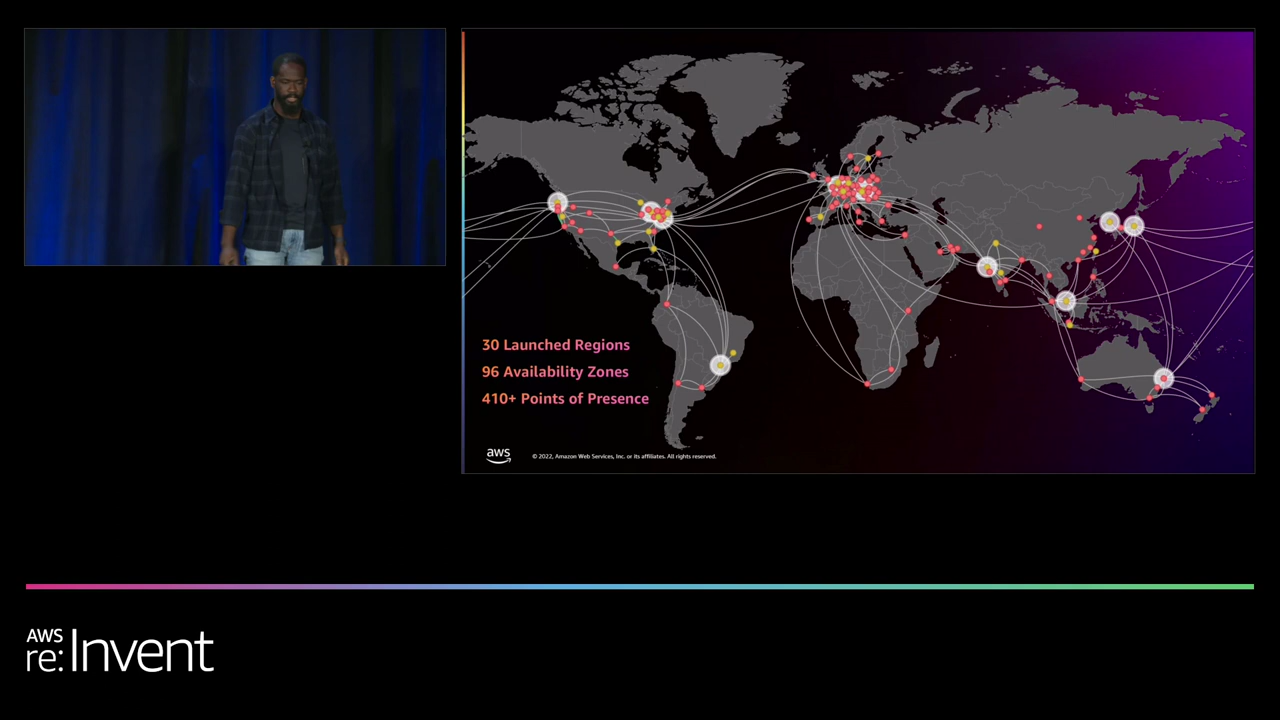 30 Launched Regions
96 Availability Zones
410+ Points of Presence
aws
© 2022, Amazon Web Services, Inc. or its affiliates. All rights reserved.
AWS
re:Invent